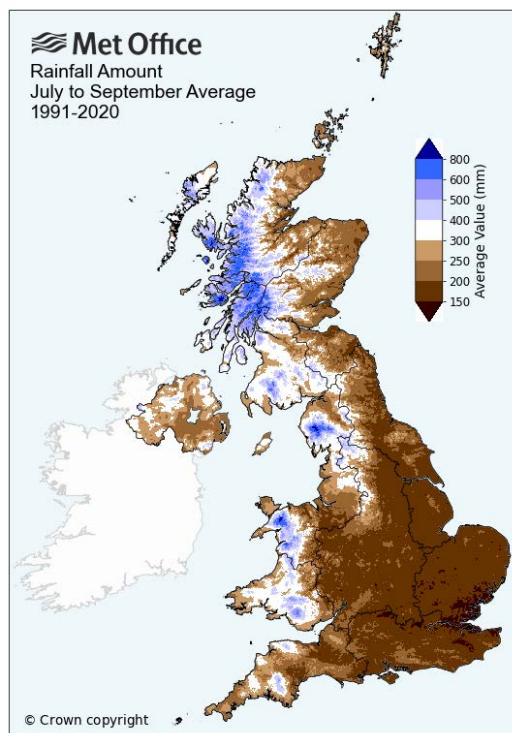 Met Office
Rainfall Amount
July to September Average
1991-2020
800
600
500
400
300
250
200
150
Average Value (mm)
© Crown copyright